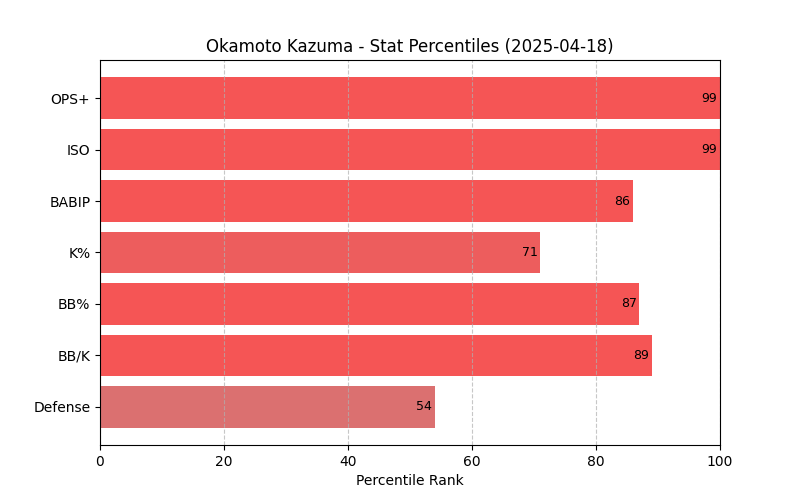 Okamoto Kazuma - Stat Percentiles (2025-04-18)
OPS+ 99
ISO 99
BABIP 86
K% 71
BB% 87
BB/K 89
Defense 54
0 20 40 60 80 100
Percentile Rank